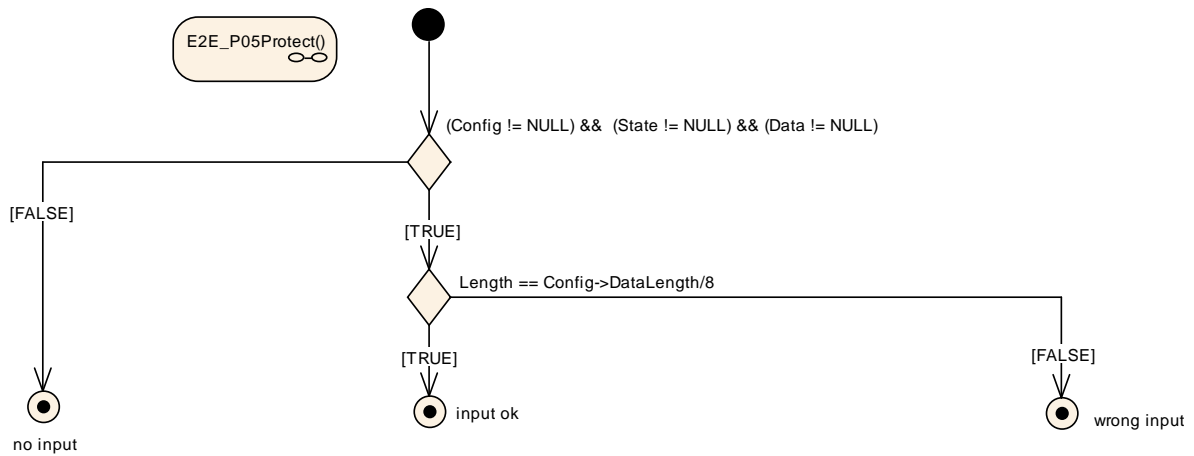 E2E_P05Protect()
(Config != NULL) && (State != NULL) && (Data != NULL)
[FALSE]
[TRUE]
Length == Config->DataLength/8
[TRUE]
[FALSE]
input ok
wrong input
no input